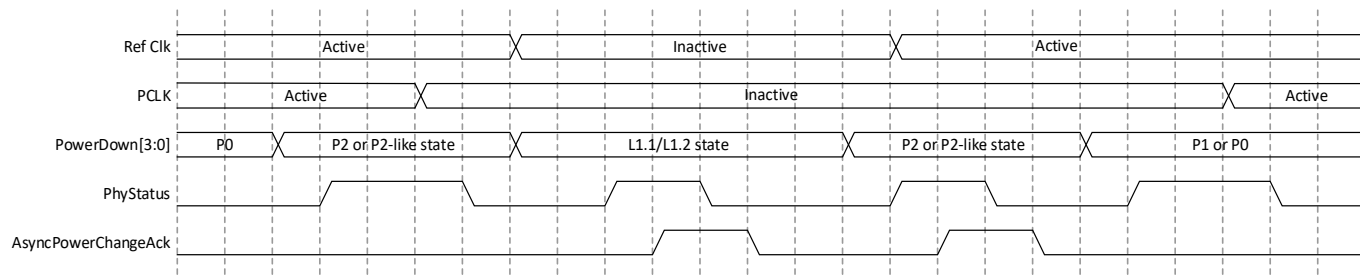 Ref Clk Active Inactive Active
PCLK Active Inactive Active
PowerDown[3:0] P0 P2 or P2-like state L1.1/L1.2 state P2 or P2-like state P1 or P0
PhyStatus
AsyncPowerChangeAck